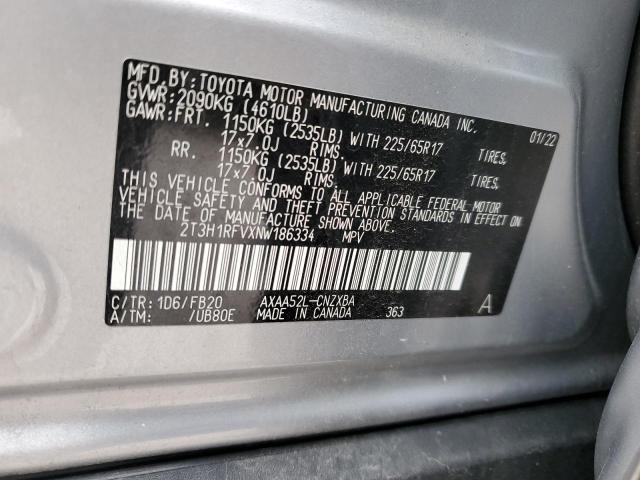 MFD. BY: TOYOTA MOTOR MANUFACTURING CANADA INC.
GVWR: 2090KG (4610LB) 01/22
GAWR: FRT. 1150KG (2535LB) WITH 225/65R17 TIRES,
17x7.0J RIMS.
RR. 1150KG (2535LB) WITH 225/65R17 TIRES,
17x7.0J RIMS.
THIS VEHICLE CONFORMS TO ALL APPLICABLE FEDERAL MOTOR
VEHICLE SAFETY AND THEFT PREVENTION STANDARDS IN EFFECT ON
THE DATE OF MANUFACTURE SHOWN ABOVE.
2T3H1RFVXNW186334 MPV
C/TR: 1D6/FB20 AXAA52L-CNZXBA A
A/TM: /UB80E MADE IN CANADA 363